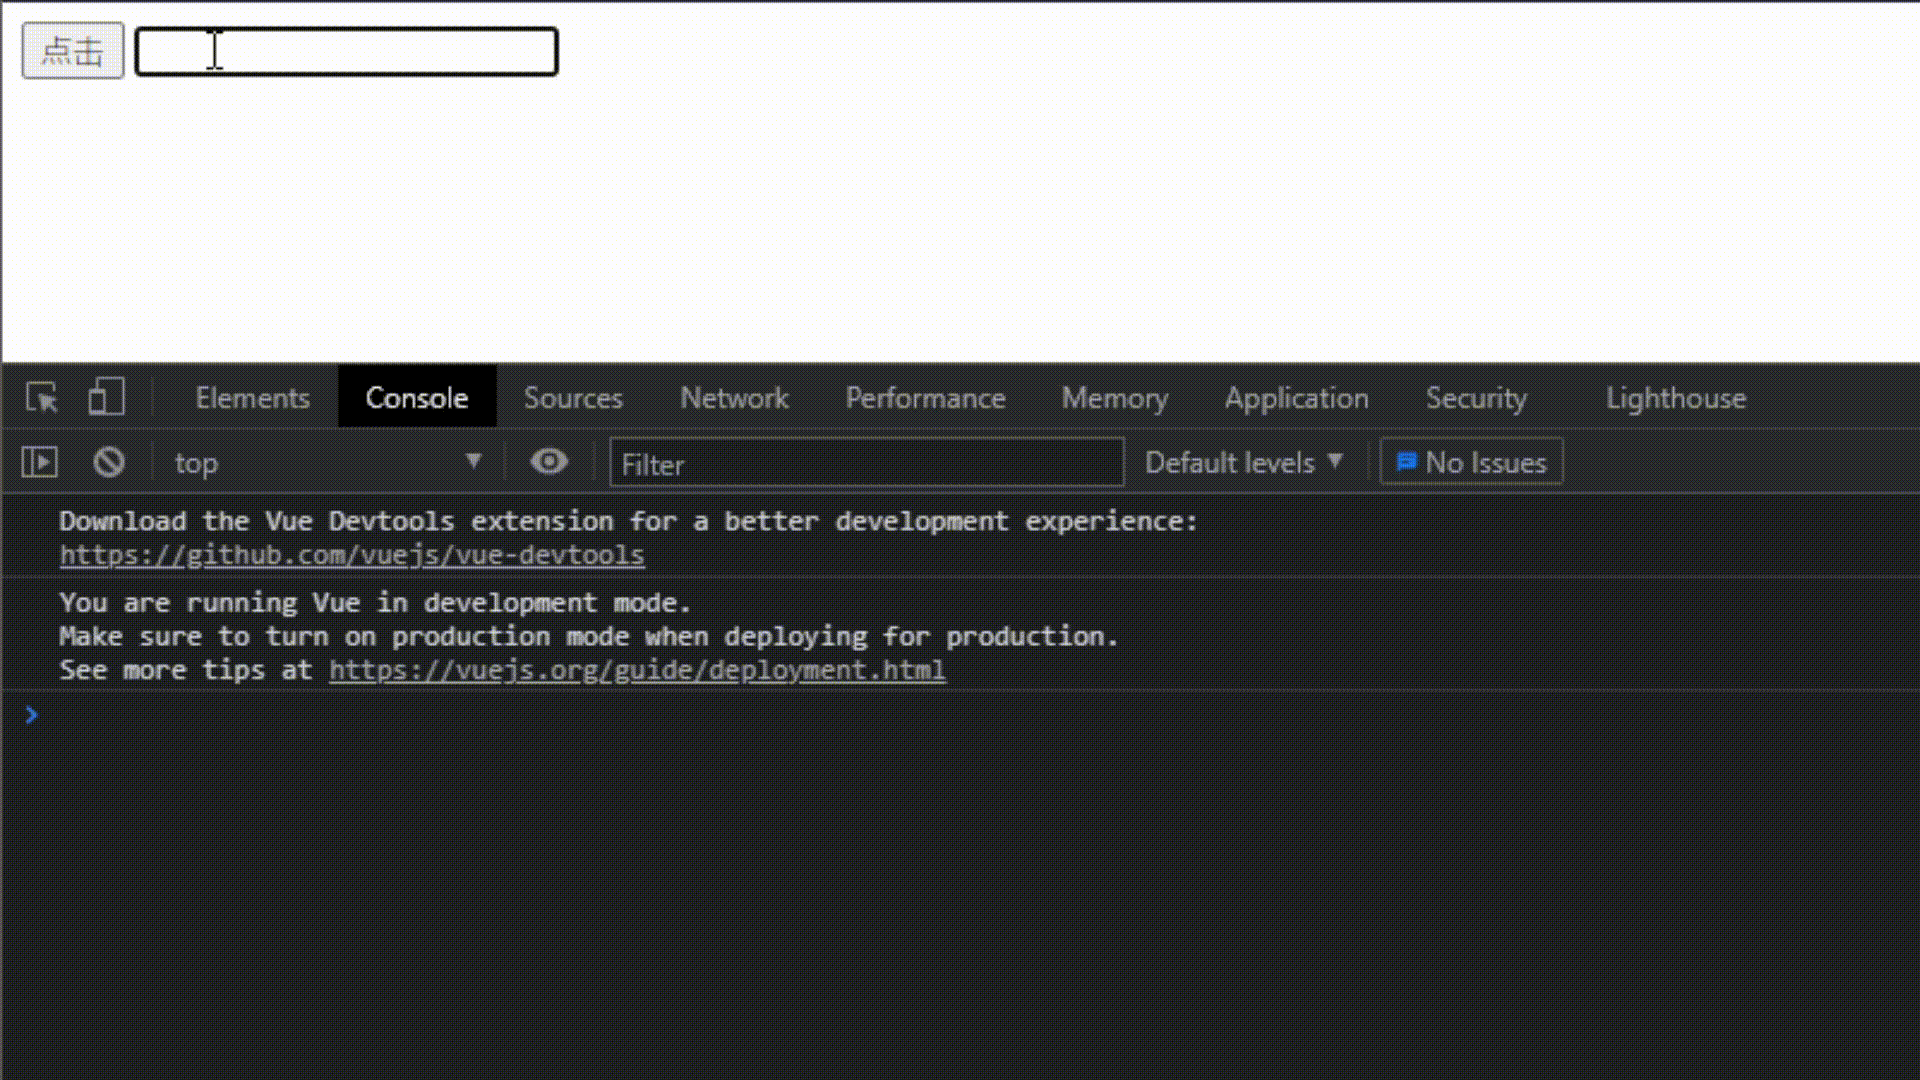 点击
Elements Console Sources Network Performance Memory Application Security Lighthouse
top Filter Default levels No Issues
Download the Vue Devtools extension for a better development experience:
https://github.com/vuejs/vue-devtools
You are running Vue in development mode.
Make sure to turn on production mode when deploying for production.
See more tips at https://vuejs.org/guide/deployment.html